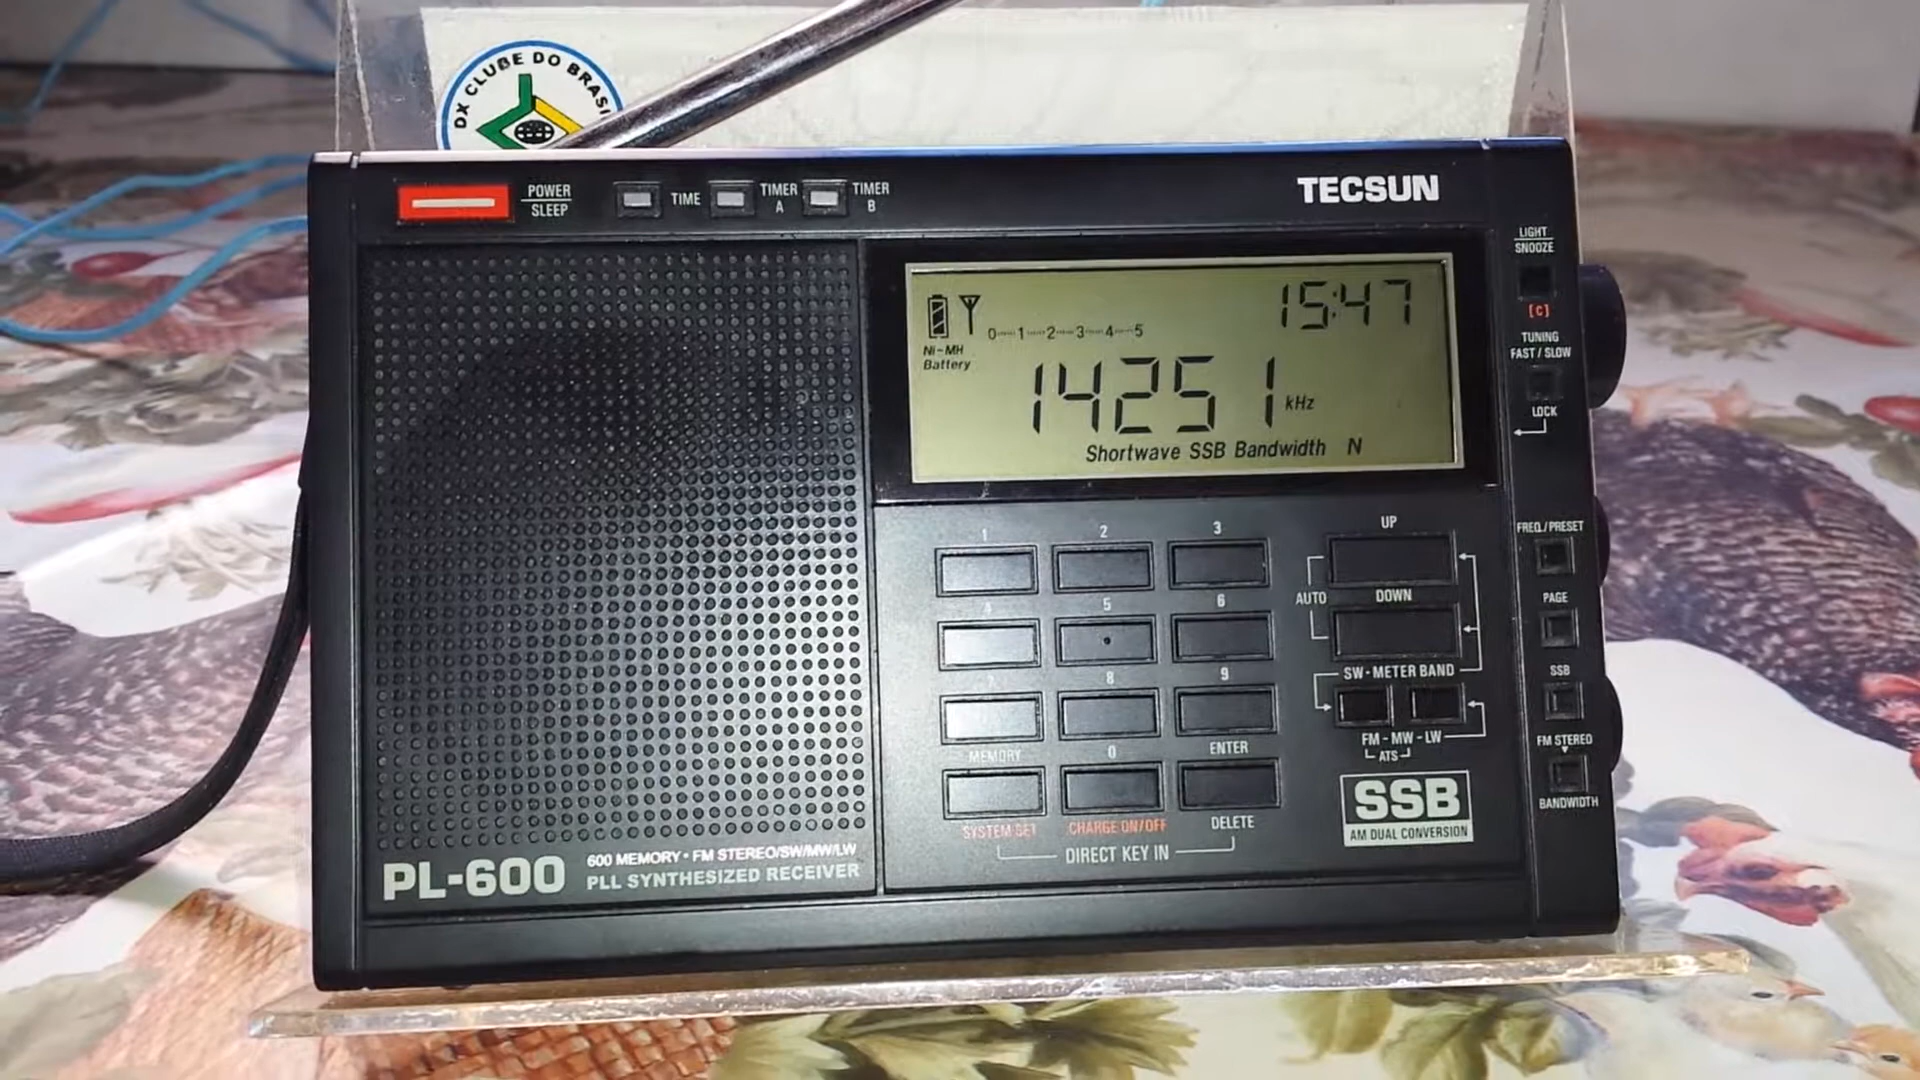 DX CLUBE DO BRASI
POWER
SLEEP
TIME
TIMER
A
TIMER
B
TECSUN
LIGHT
SNOOZE
[C]
TUNING
FAST / SLOW
LOCK
15:47
0 1 2 3 4 5
Ni-MH
Battery
14251 kHz
Shortwave SSB Bandwidth N
1 2 3
UP
FREQ./PRESET
4 5 6
AUTO
DOWN
PAGE
7 8 9
SW-METER BAND
SSB
MEMORY 0 ENTER
FM - MW - LW
ATS
FM STEREO
BANDWIDTH
SYSTEM SET CHARGE ON/OFF DELETE
DIRECT KEY IN
SSB
AM DUAL CONVERSION
PL-600
600 MEMORY • FM STEREO/SW/MW/LW
PLL SYNTHESIZED RECEIVER